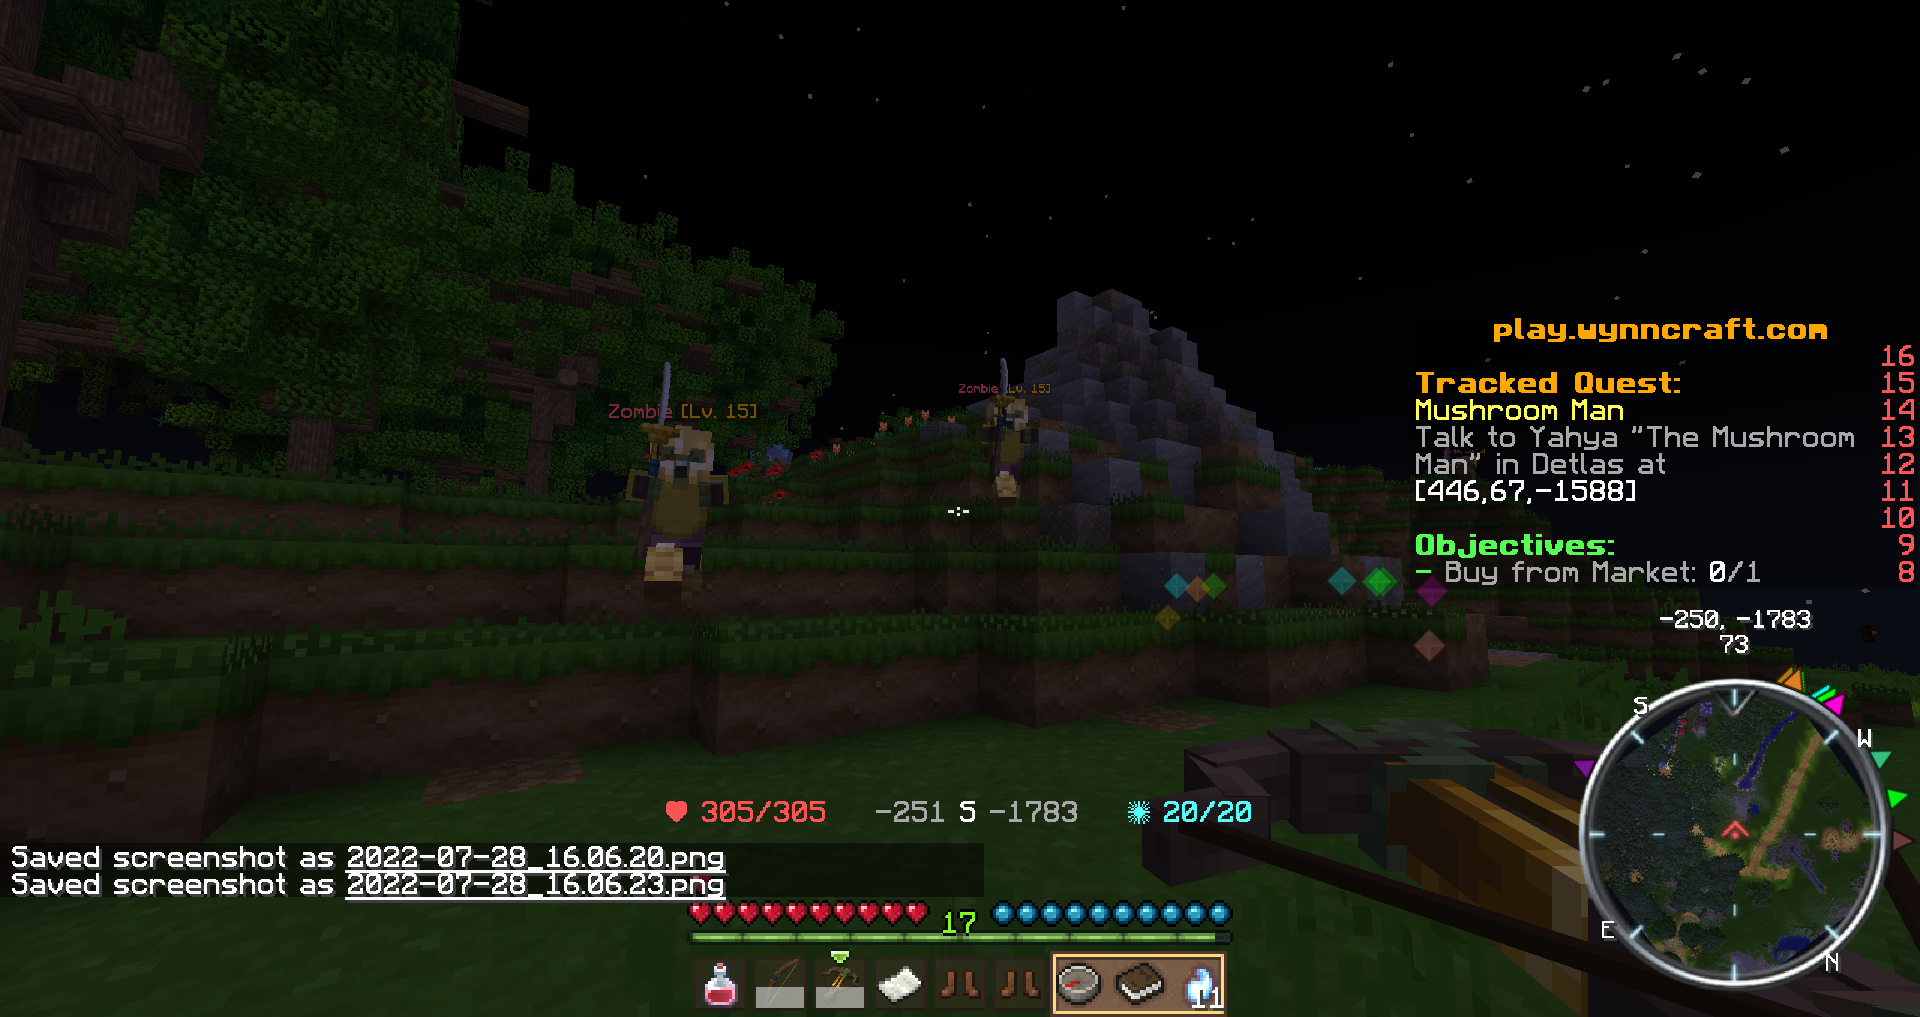 Zombie [Lv. 15]
Zombie [Lv. 15]
play.wynncraft.com
16
Tracked Quest:
15
Mushroom Man
14
Talk to Yahya "The Mushroom
13
Man" in Detlas at
12
[446,67,-1588]
11
10
Objectives:
9
- Buy from Market: 0/1
8
-250, -1783
73
S
W
E
N
305/305
-251 S -1783
20/20
Saved screenshot as 2022-07-28_16.06.20.png
Saved screenshot as 2022-07-28_16.06.23.png
17
11